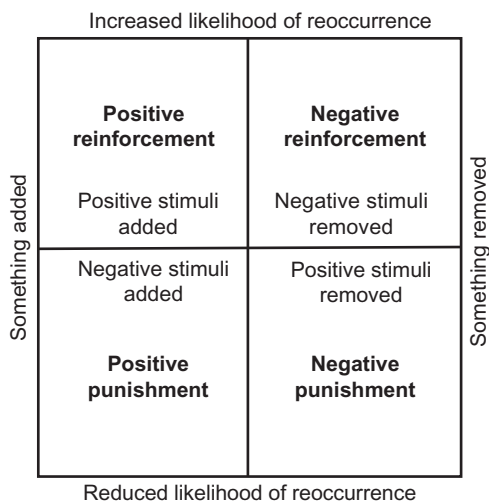 Increased likelihood of reoccurrence
Something added
Positive
reinforcement
Positive stimuli
added
Negative
reinforcement
Negative stimuli
removed
Something removed
Negative stimuli
added
Positive
punishment
Positive stimuli
removed
Negative
punishment
Reduced likelihood of reoccurrence